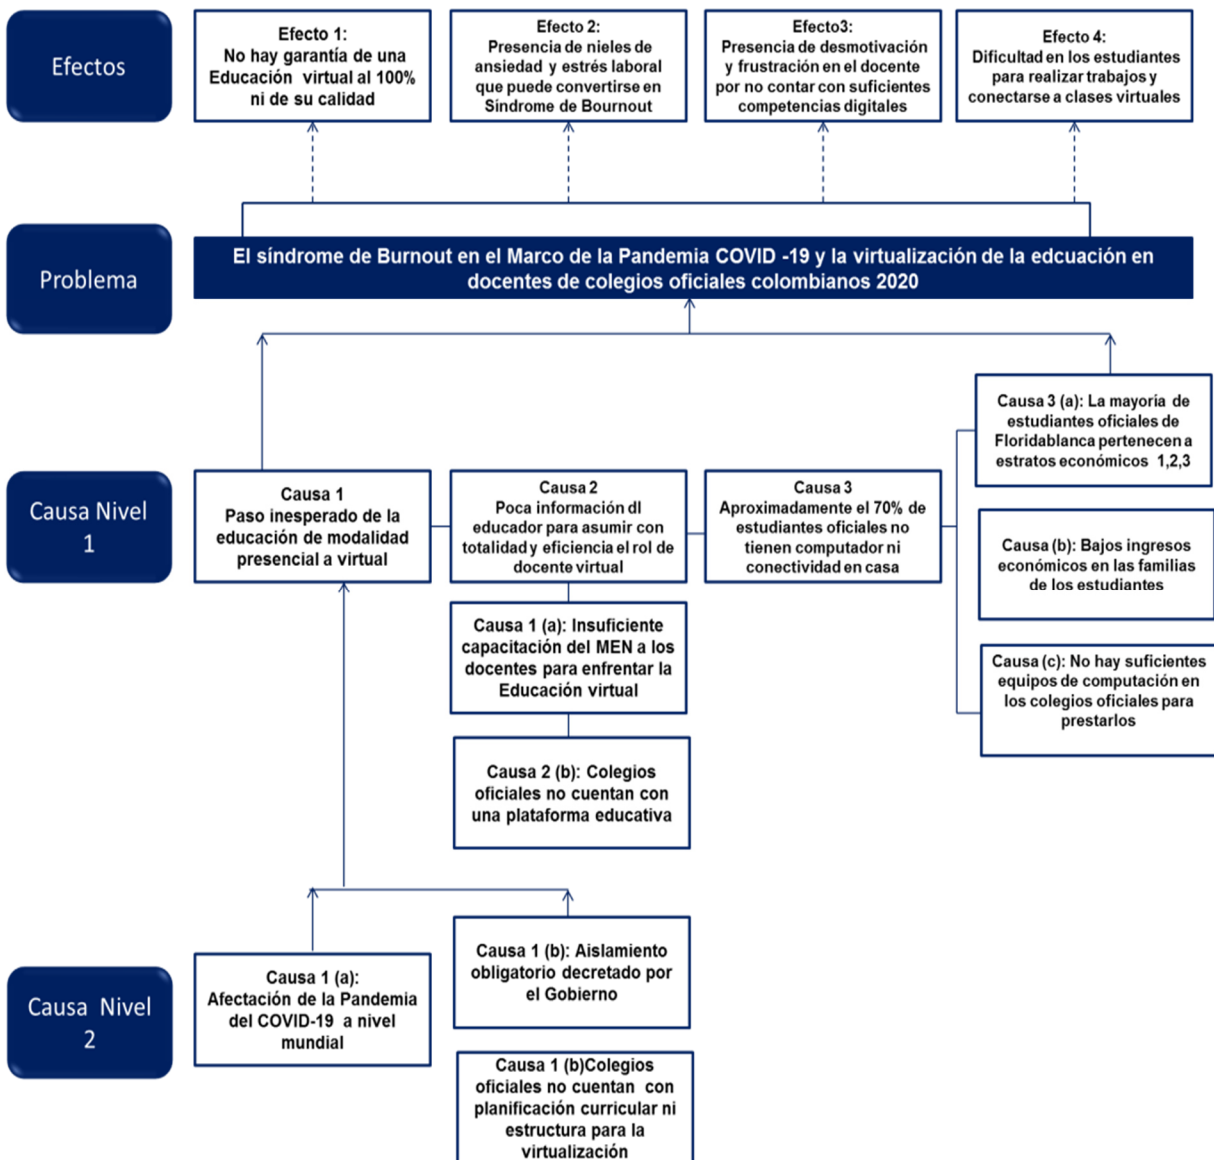 Efectos
Efecto 1:
No hay garantía de una
Educación virtual al 100%
ni de su calidad
Efecto 2:
Presencia de nieles de
ansiedad y estrés laboral
que puede convertirse en
Síndrome de Bournout
Efecto3:
Presencia de desmotivación
y frustración en el docente
por no contar con suficientes
competencias digitales
Efecto 4:
Dificultad en los estudiantes
para realizar trabajos y
conectarse a clases virtuales
Problema
El síndrome de Burnout en el Marco de la Pandemia COVID -19 y la virtualización de la edcuación en
docentes de colegios oficiales colombianos 2020
Causa Nivel
1
Causa 1
Paso inesperado de la
educación de modalidad
presencial a virtual
Causa 2
Poca información dl
educador para asumir con
totalidad y eficiencia el rol de
docente virtual
Causa 3
Aproximadamente el 70% de
estudiantes oficiales no
tienen computador ni
conectividad en casa
Causa 3 (a): La mayoría de
estudiantes oficiales de
Floridablanca pertenecen a
estratos económicos 1,2,3
Causa (b): Bajos ingresos
económicos en las familias
de los estudiantes
Causa (c): No hay suficientes
equipos de computación en
los colegios oficiales para
prestarlos
Causa 1 (a): Insuficiente
capacitación del MEN a los
docentes para enfrentar la
Educación virtual
Causa 2 (b): Colegios
oficiales no cuentan con
una plataforma educativa
Causa Nivel
2
Causa 1 (a):
Afectación de la Pandemia
del COVID-19 a nivel
mundial
Causa 1 (b): Aislamiento
obligatorio decretado por
el Gobierno
Causa 1 (b)Colegios
oficiales no cuentan con
planificación curricular ni
estructura para la
virtualización